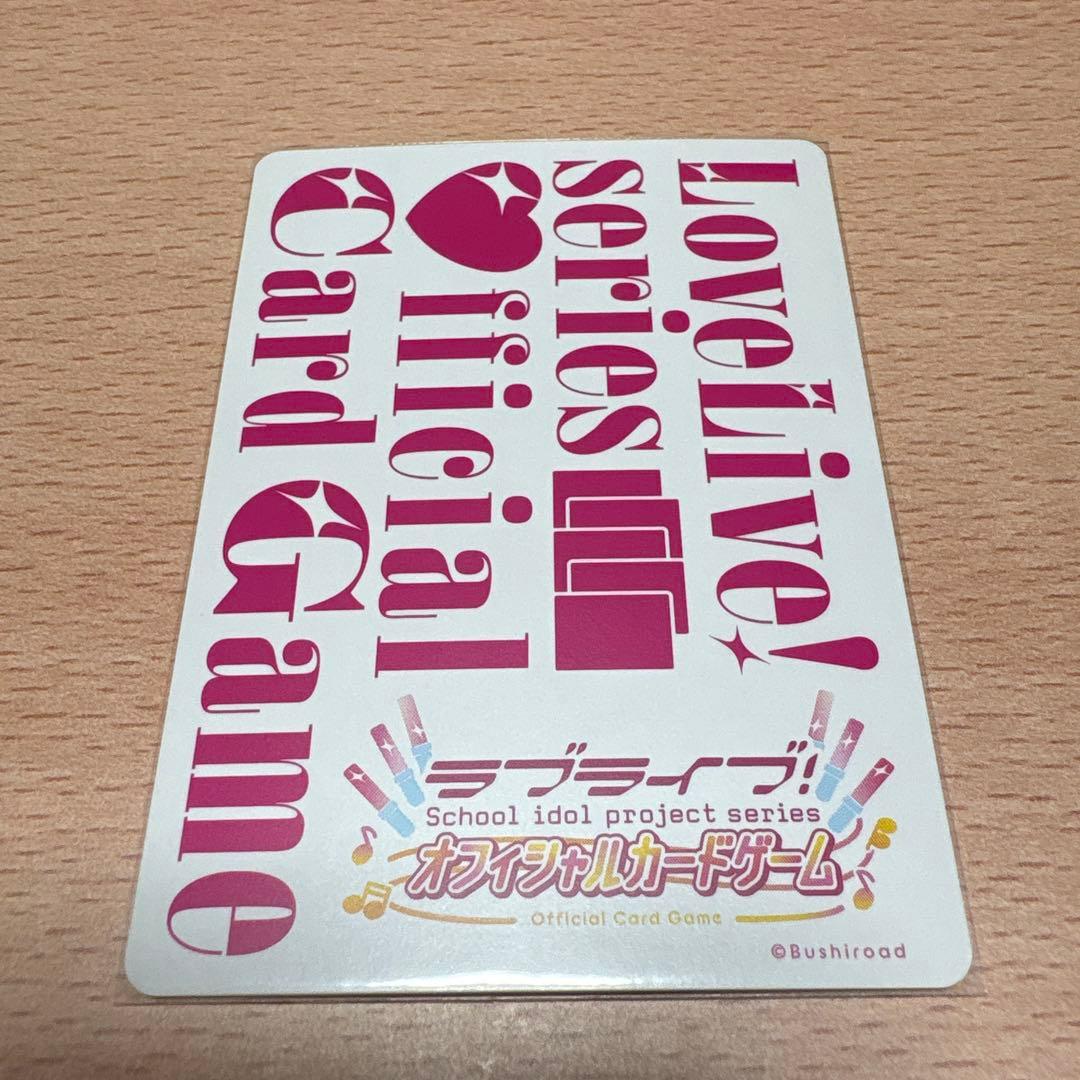 LoveLive!
series
♥fficial
Card Game
ラブライブ!
School idol project series
オフィシャルカードゲーム
Official Card Game
©Bushiroad